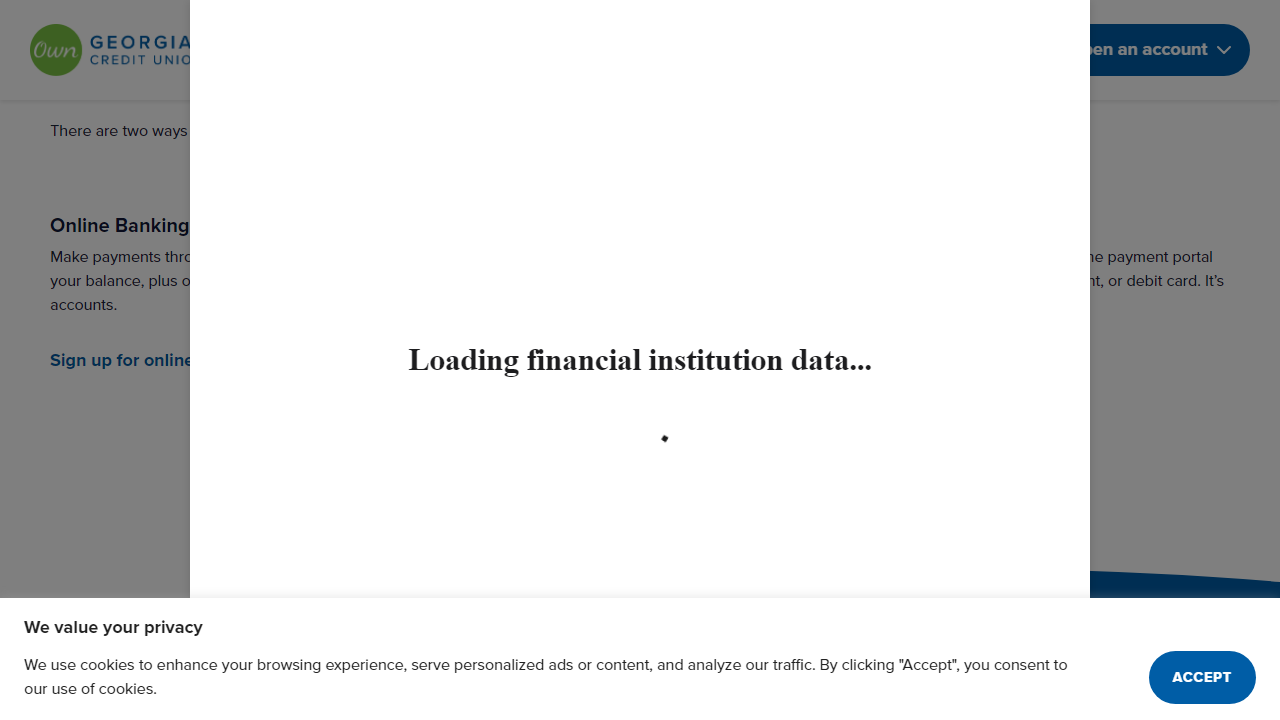 Own
GEORGIA
CREDIT UNIO
en an account
There are two ways
Online Banking
Make payments thro
your balance, plus o
accounts.
Sign up for online
e payment portal
t, or debit card. It's
Loading financial institution data...
We value your privacy
We use cookies to enhance your browsing experience, serve personalized ads or content, and analyze our traffic. By clicking "Accept", you consent to
our use of cookies.
ACCEPT